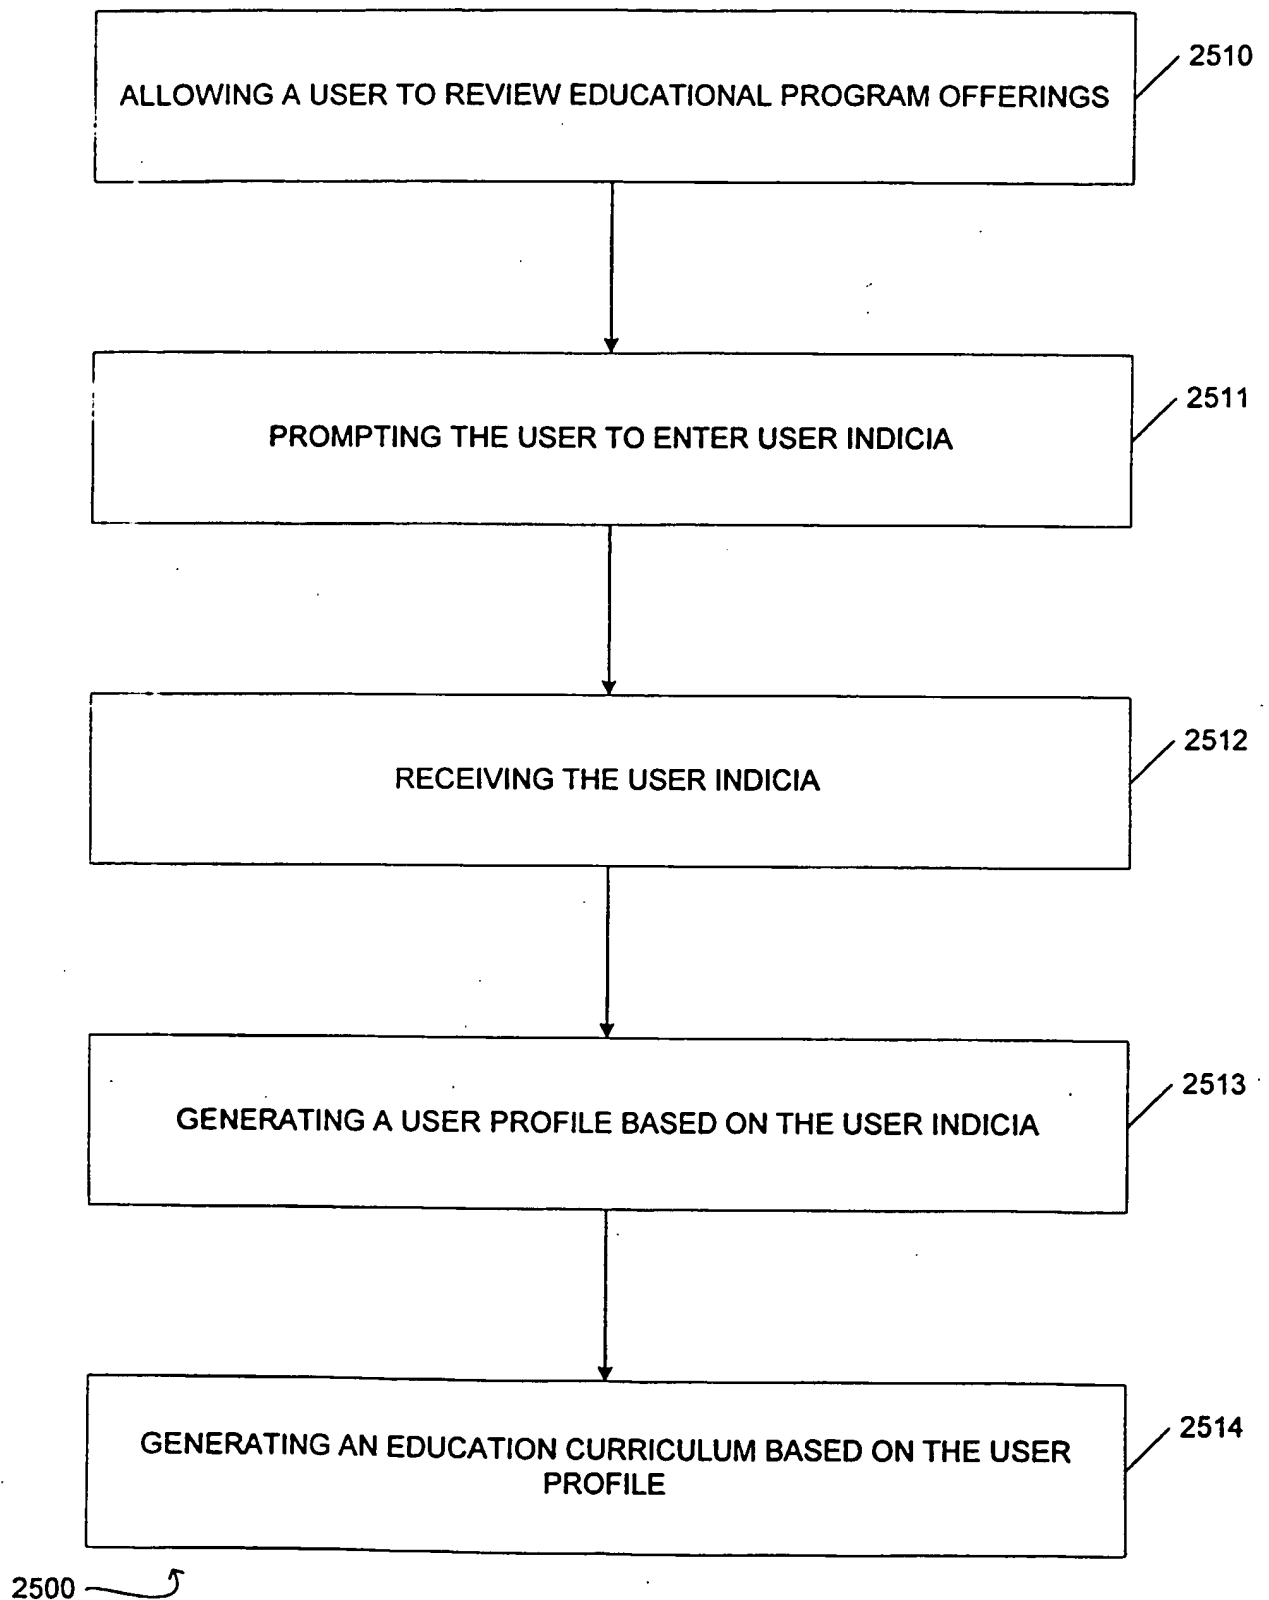 2510
ALLOWING A USER TO REVIEW EDUCATIONAL PROGRAM OFFERINGS
2511
PROMPTING THE USER TO ENTER USER INDICIA
2512
RECEIVING THE USER INDICIA
2513
GENERATING A USER PROFILE BASED ON THE USER INDICIA
2514
GENERATING AN EDUCATION CURRICULUM BASED ON THE USER
PROFILE
2500